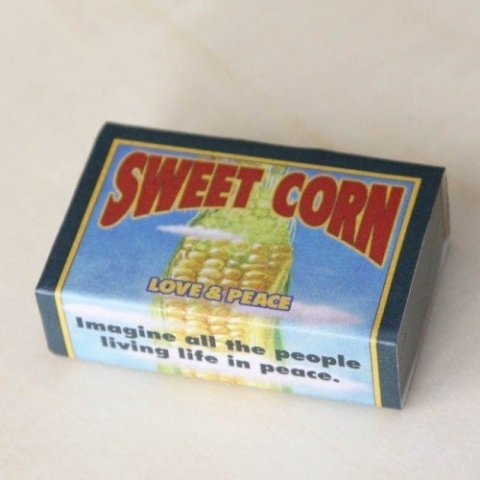 SWEET CORN
LOVE & PEACE
Imagine all the people
living life in peace.